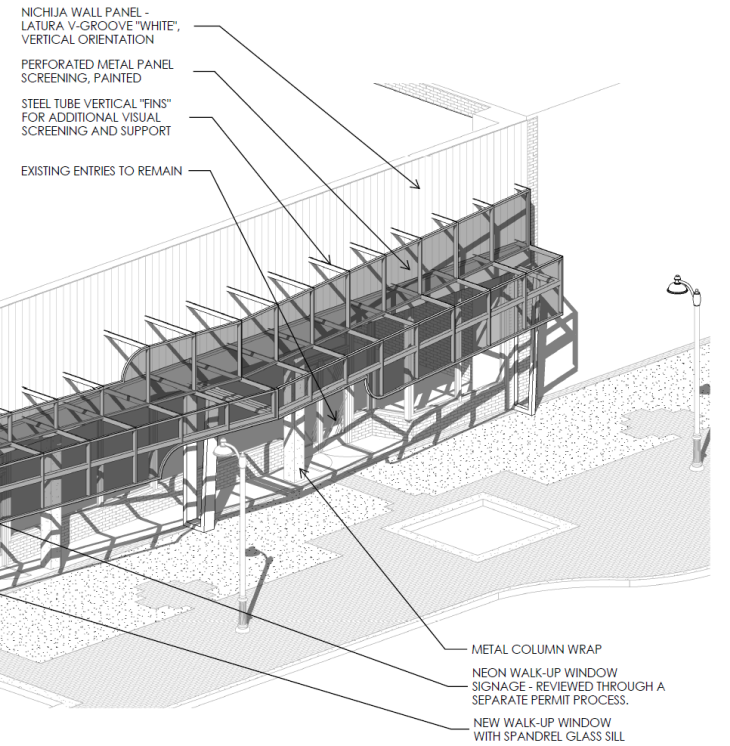 NICHIJA WALL PANEL -
LATURA V-GROOVE "WHITE",
VERTICAL ORIENTATION
PERFORATED METAL PANEL
SCREENING, PAINTED
STEEL TUBE VERTICAL "FINS"
FOR ADDITIONAL VISUAL
SCREENING AND SUPPORT
EXISTING ENTRIES TO REMAIN
METAL COLUMN WRAP
NEON WALK-UP WINDOW
SIGNAGE - REVIEWED THROUGH A
SEPARATE PERMIT PROCESS.
NEW WALK-UP WINDOW
WITH SPANDREL GLASS SILL